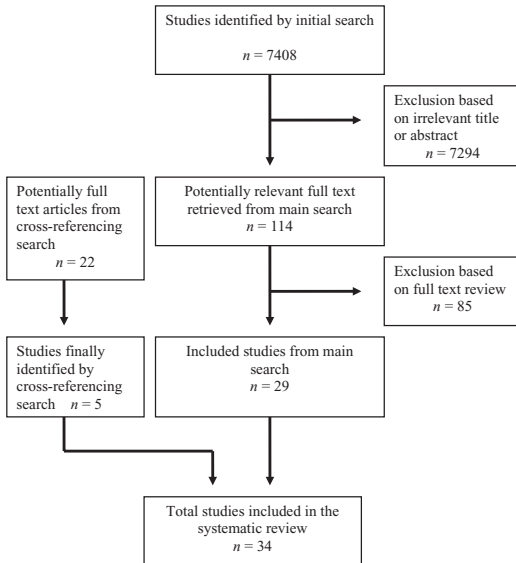 Studies identified by initial search
n = 7408
Exclusion based
on irrelevant title
or abstract
n = 7294
Potentially full
text articles from
cross-referencing
search
n = 22
Potentially relevant full text
retrieved from main search
n = 114
Exclusion based
on full text review
n = 85
Studies finally
identified by
cross-referencing
search n = 5
Included studies from main
search
n = 29
Total studies included in the
systematic review
n = 34